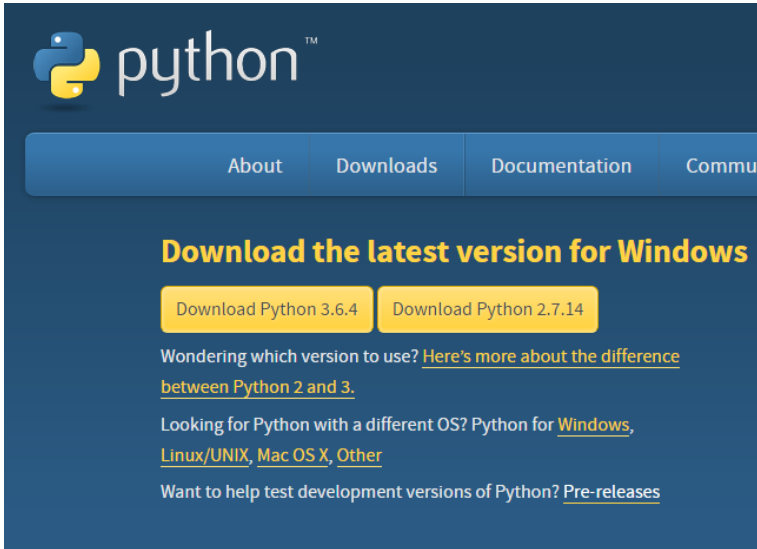 python™
About Downloads Documentation Commu
Download the latest version for Windows
Download Python 3.6.4 Download Python 2.7.14
Wondering which version to use? Here's more about the difference
between Python 2 and 3.
Looking for Python with a different OS? Python for Windows,
Linux/UNIX, Mac OS X, Other
Want to help test development versions of Python? Pre-releases